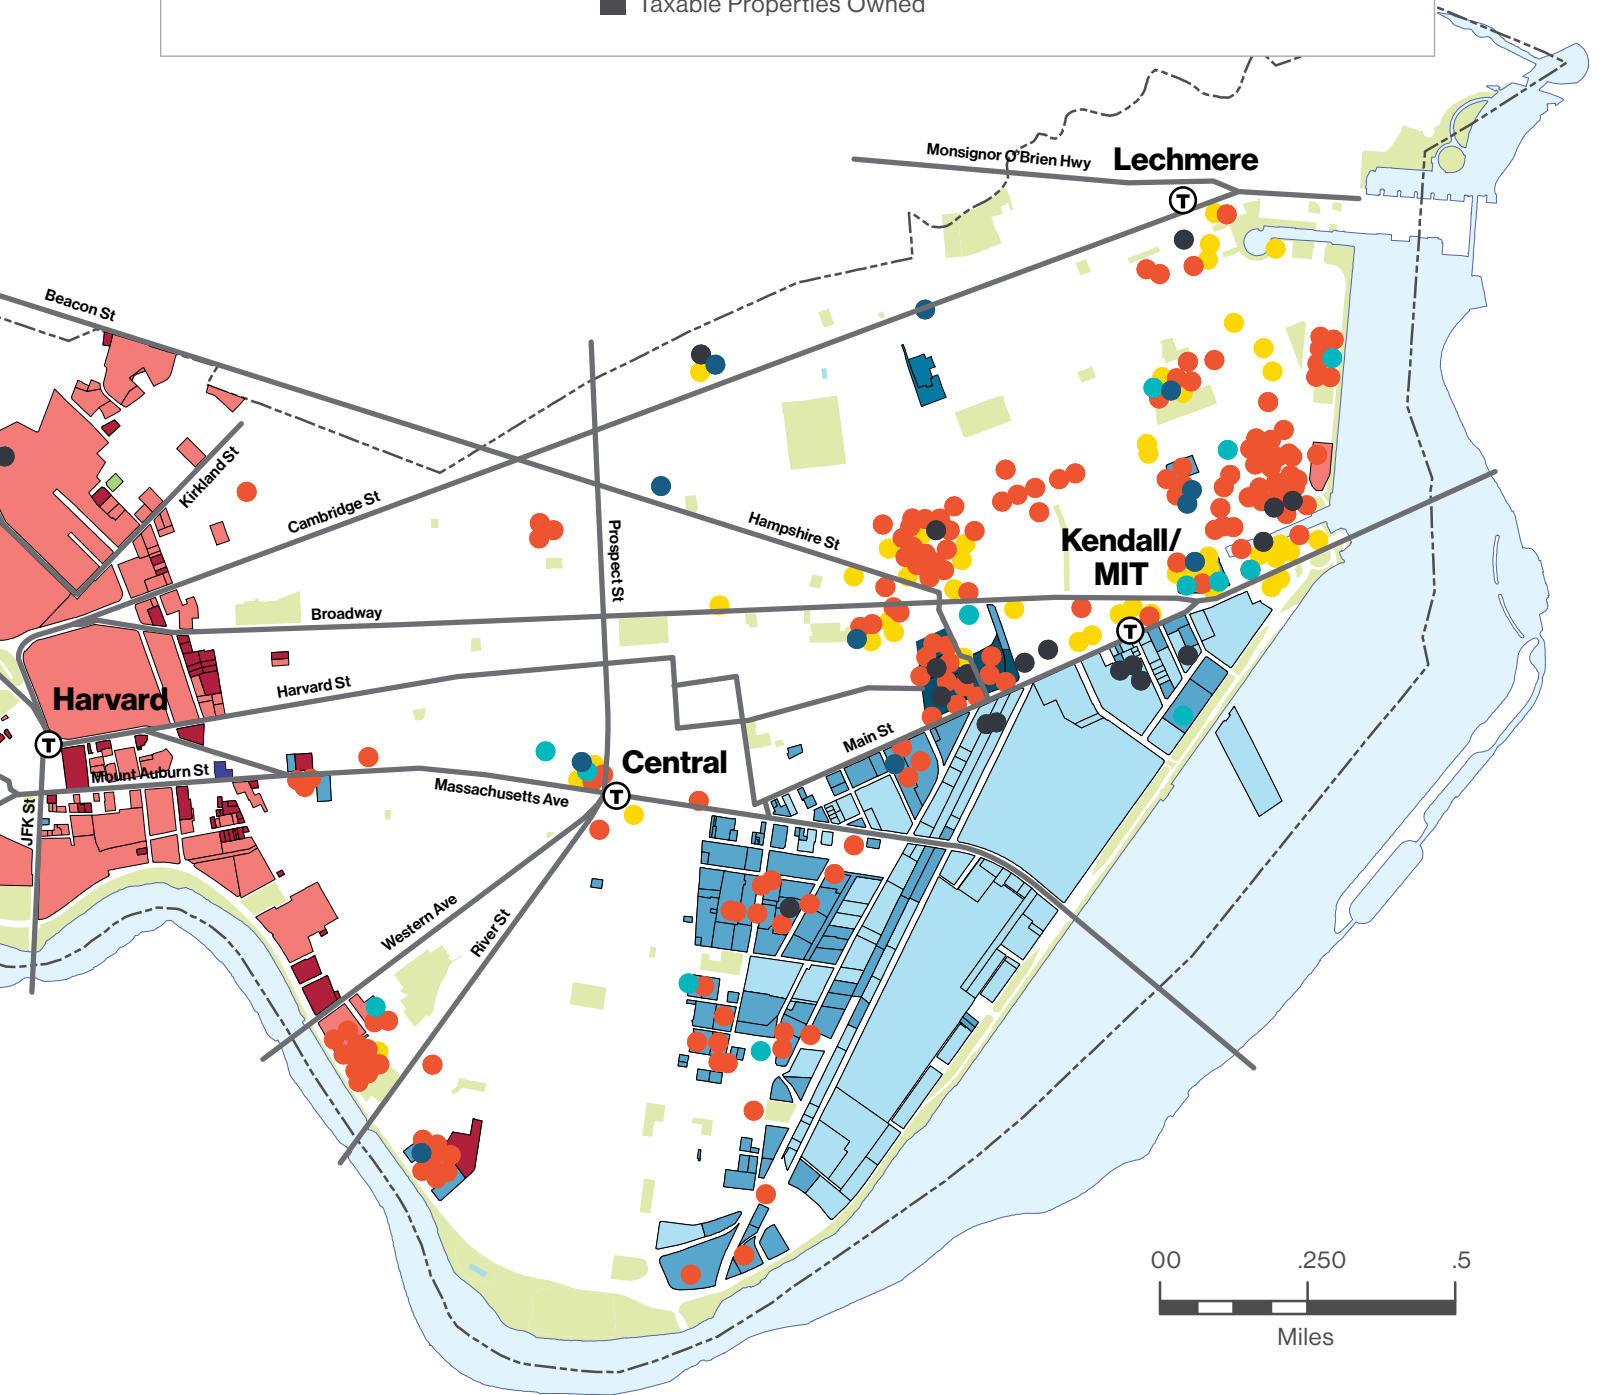 Taxable Properties Owned
Monsignor O'Brien Hwy
Lechmere
T
Beacon St
Kirkland St
Cambridge St
Prospect St
Hampshire St
Kendall/
MIT
Broadway
T
Harvard St
Harvard
T
Mount Auburn St
Massachusetts Ave
Central
T
Main St
JFK St
Western Ave
River St
00 .250 .5
Miles